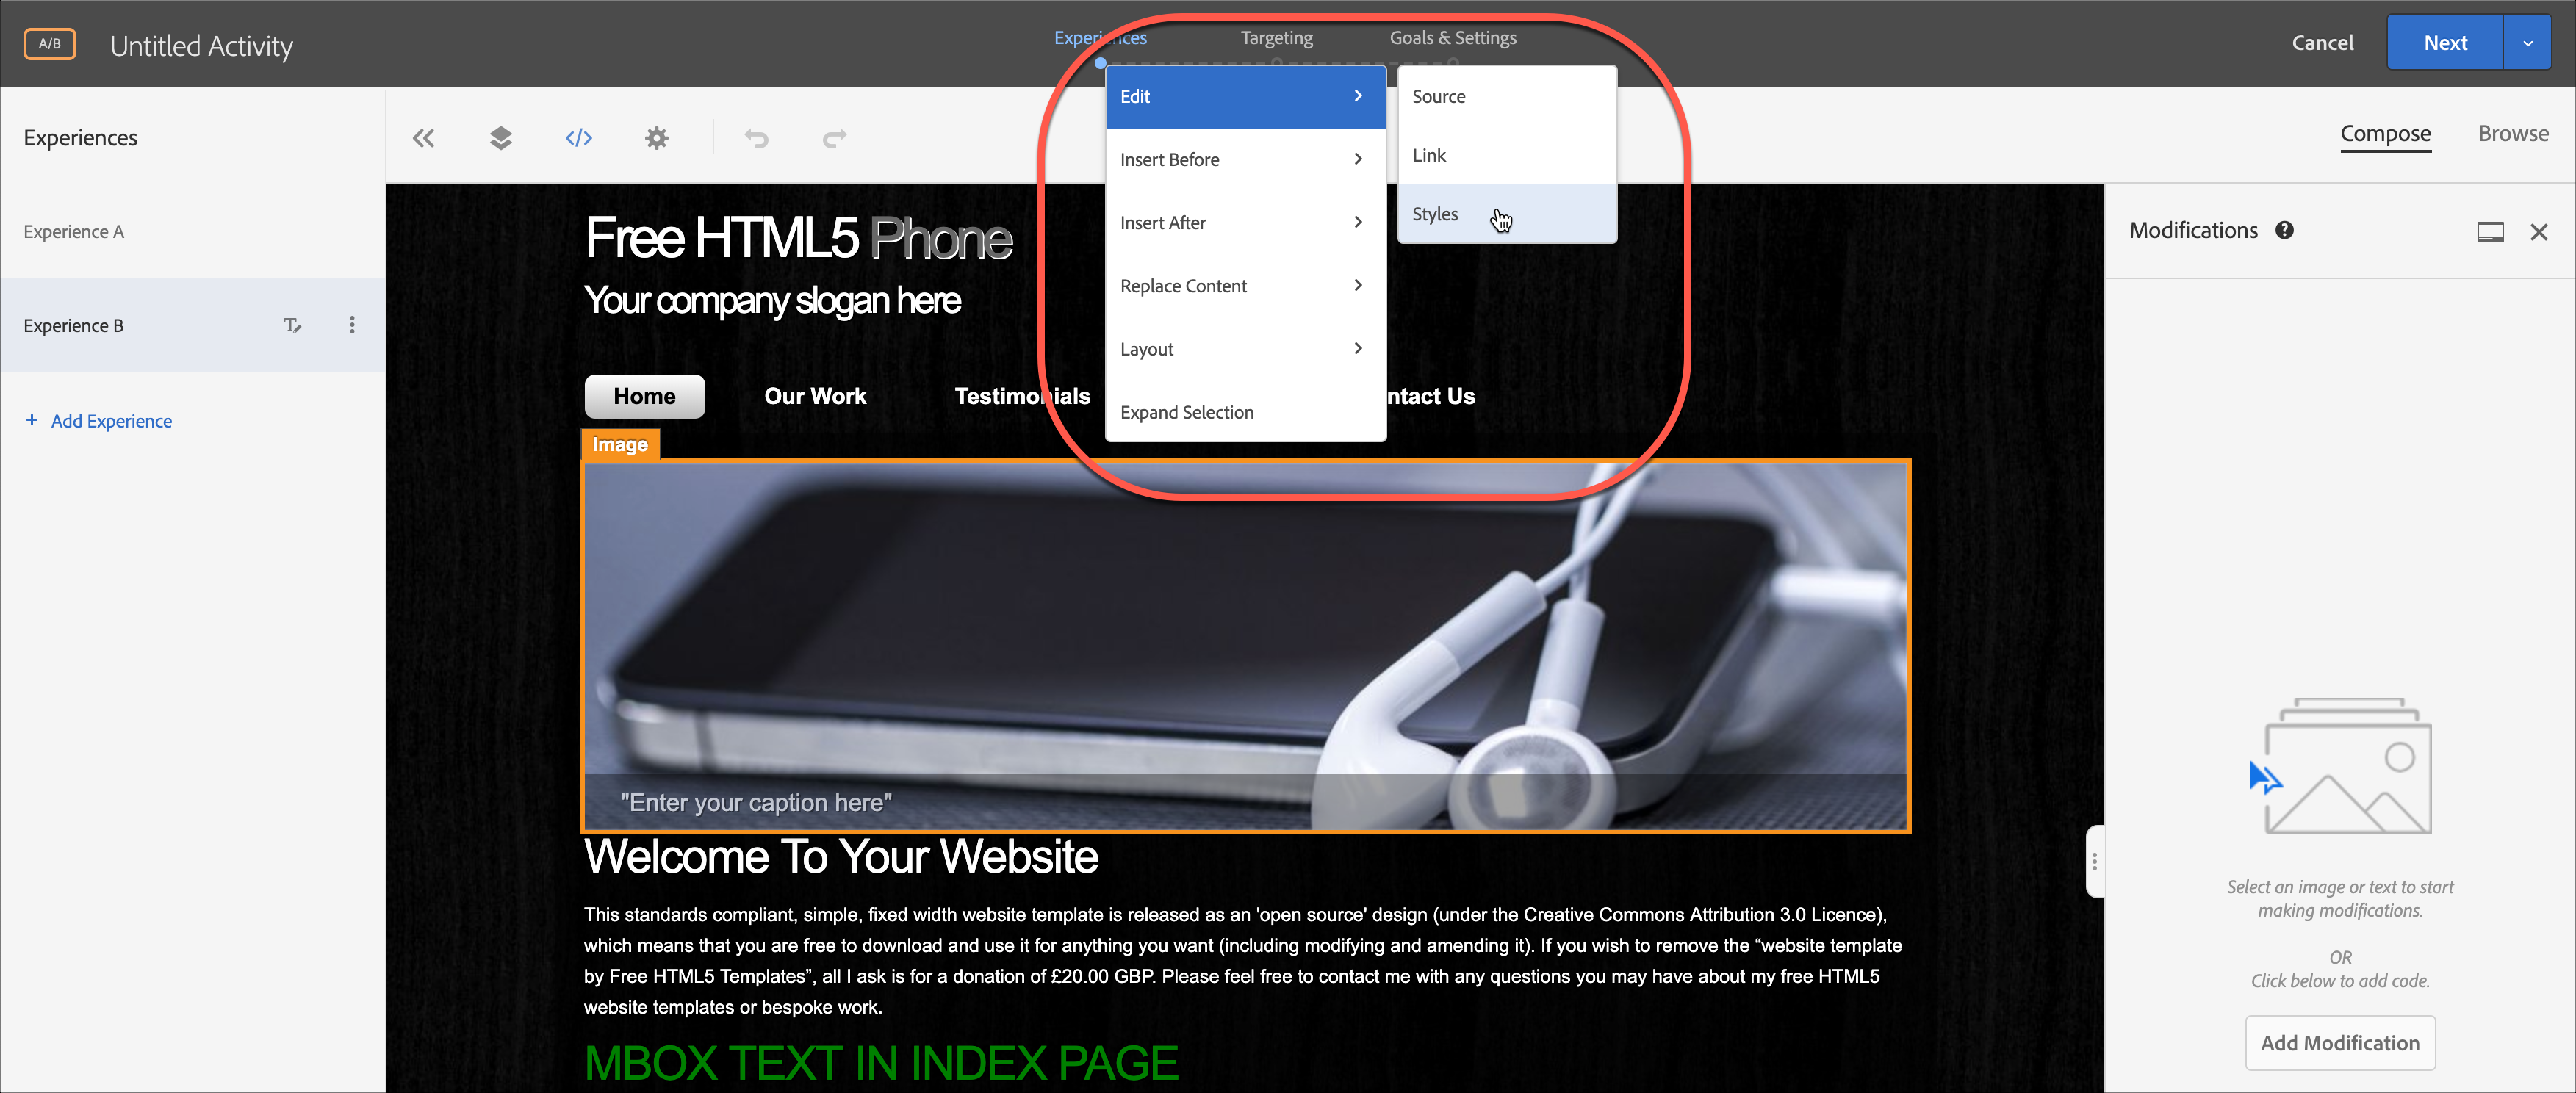 A/B
Untitled Activity
Experiences
Targeting
Goals & Settings
Cancel
Next
Experiences
Experience A
Experience B
+ Add Experience
</>
Compose
Browse
Edit
Insert Before
Insert After
Replace Content
Layout
Expand Selection
Source
Link
Styles
Free HTML5 Phone
Your company slogan here
Home
Our Work
Testimonials
ntact Us
Image
"Enter your caption here"
Welcome To Your Website
This standards compliant, simple, fixed width website template is released as an 'open source' design (under the Creative Commons Attribution 3.0 Licence),
which means that you are free to download and use it for anything you want (including modifying and amending it). If you wish to remove the “website template
by Free HTML5 Templates”, all I ask is for a donation of £20.00 GBP. Please feel free to contact me with any questions you may have about my free HTML5
website templates or bespoke work.
MBOX TEXT IN INDEX PAGE
Modifications ?
Select an image or text to start
making modifications.
OR
Click below to add code.
Add Modification